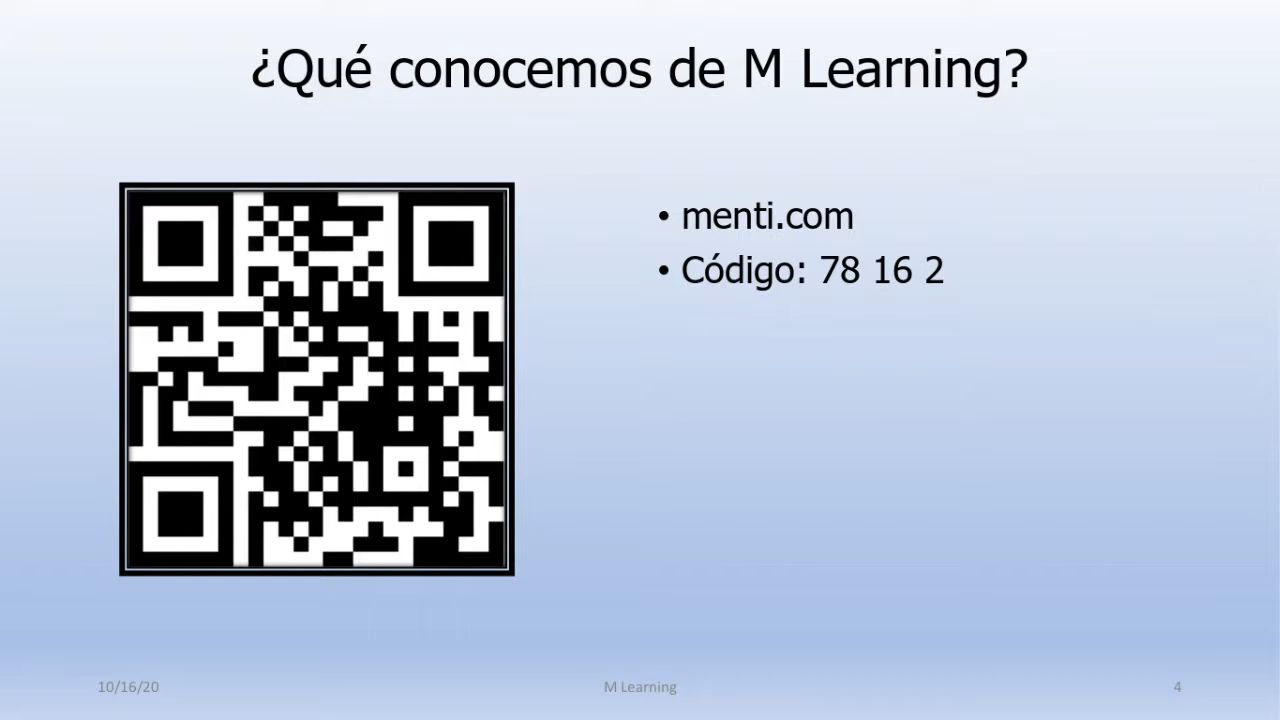 ¿Qué conocemos de M Learning?
• menti.com
• Código: 78 16 2
10/16/20
M Learning
4